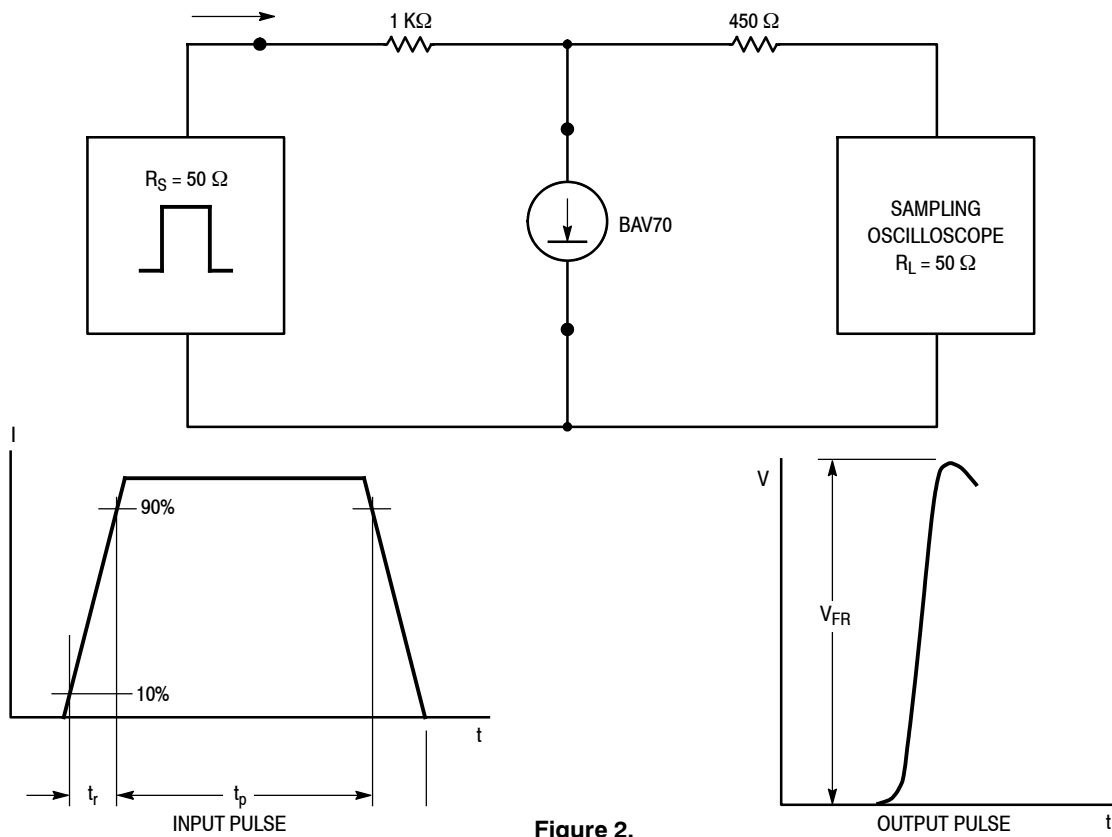 1 KΩ
450 Ω
R_S = 50 Ω
BAV70
SAMPLING
OSCILLOSCOPE
R_L = 50 Ω
I
90%
10%
t
t_r
t_p
INPUT PULSE
V
V_FR
t
OUTPUT PULSE
Figure 2.